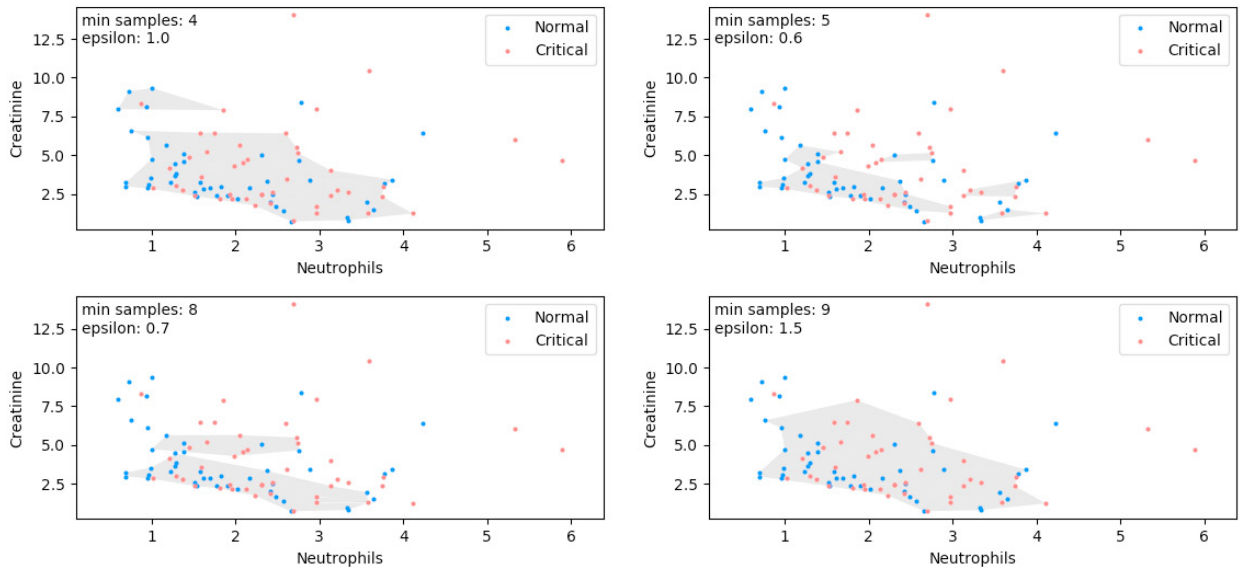 min samples: 4
epsilon: 1.0
Normal
Critical
12.5
10.0
7.5
5.0
2.5
Creatinine
1 2 3 4 5 6
Neutrophils
min samples: 5
epsilon: 0.6
Normal
Critical
12.5
10.0
7.5
5.0
2.5
Creatinine
1 2 3 4 5 6
Neutrophils
min samples: 8
epsilon: 0.7
Normal
Critical
12.5
10.0
7.5
5.0
2.5
Creatinine
1 2 3 4 5 6
Neutrophils
min samples: 9
epsilon: 1.5
Normal
Critical
12.5
10.0
7.5
5.0
2.5
Creatinine
1 2 3 4 5 6
Neutrophils